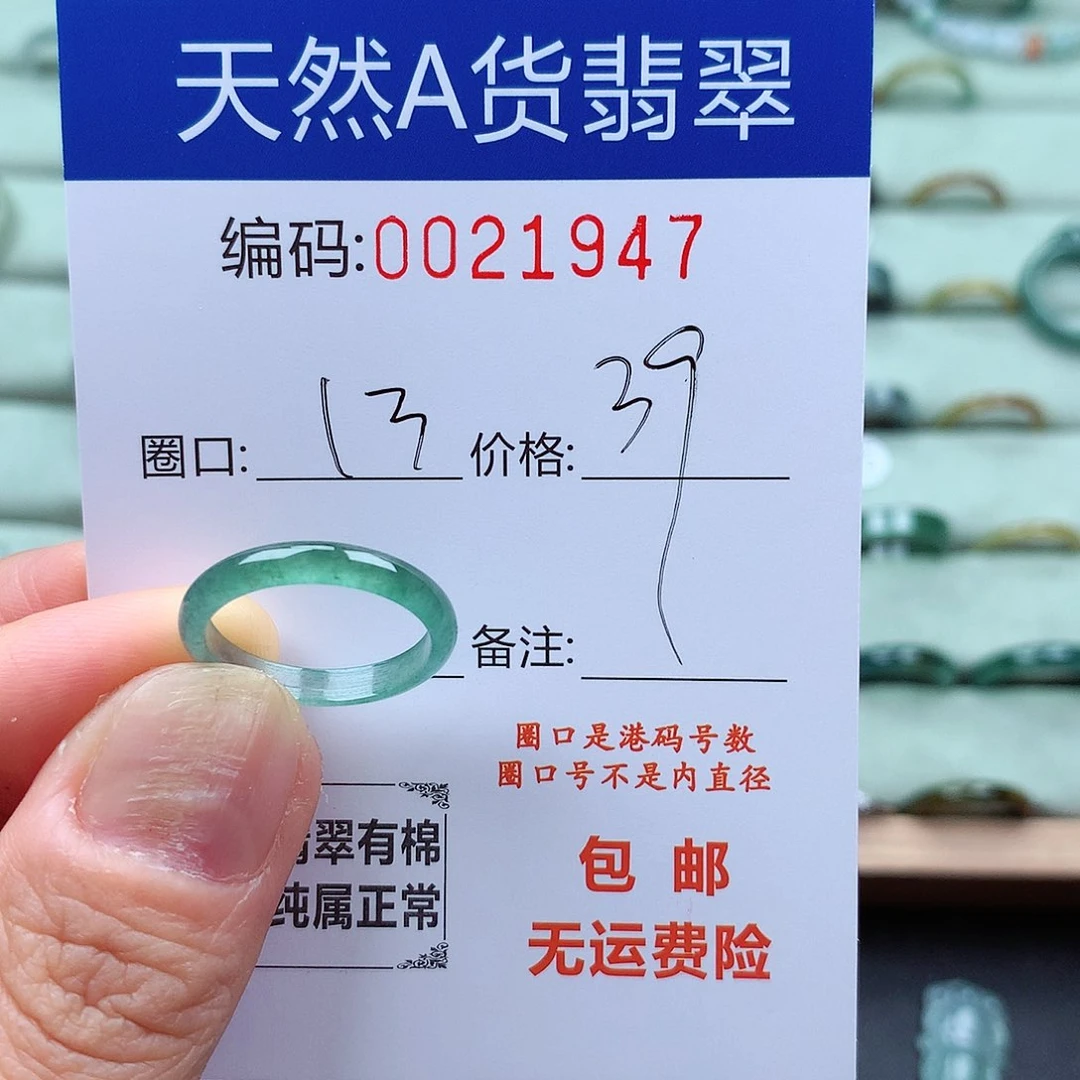 天然A货翡翠
编码:0021947
圈口: 13 价格: 39
备注:
圈口是港码号数
圈口号不是内直径
翠有棉
纯属正常
包 邮
无运费险